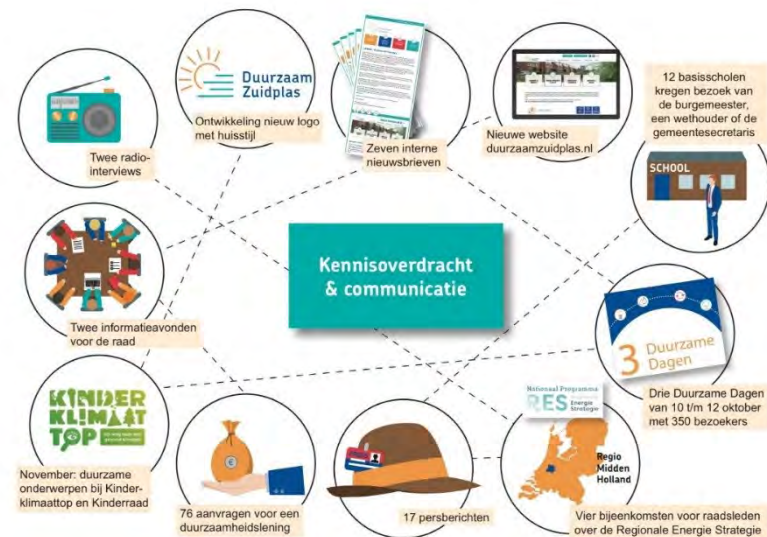 Twee radio-
interviews
Duurzaam
Zuidplas
Ontwikkeling nieuw logo
met huisstijl
Zeven interne
nieuwsbrieven
Nieuwe website
duurzaamzuidplas.nl
12 basisscholen
kregen bezoek van
de burgemeester,
een wethouder of de
gemeentesecretaris
SCHOOL
Kennisoverdracht
& communicatie
Twee informatieavonden
voor de raad
3 Duurzame
Dagen
Drie Duurzame Dagen
van 10 t/m 12 oktober
met 350 bezoekers
KINDER
KLIMAAT
TOP
November: duurzame
onderwerpen bij Kinder-
klimaattop en Kinderraad
€
76 aanvragen voor een
duurzaamheidslening
17 persberichten
Nationaal Programma
RES
Energie
Strategie
Regio
Midden
Holland
Vier bijeenkomsten voor raadsleden
over de Regionale Energie Strategie